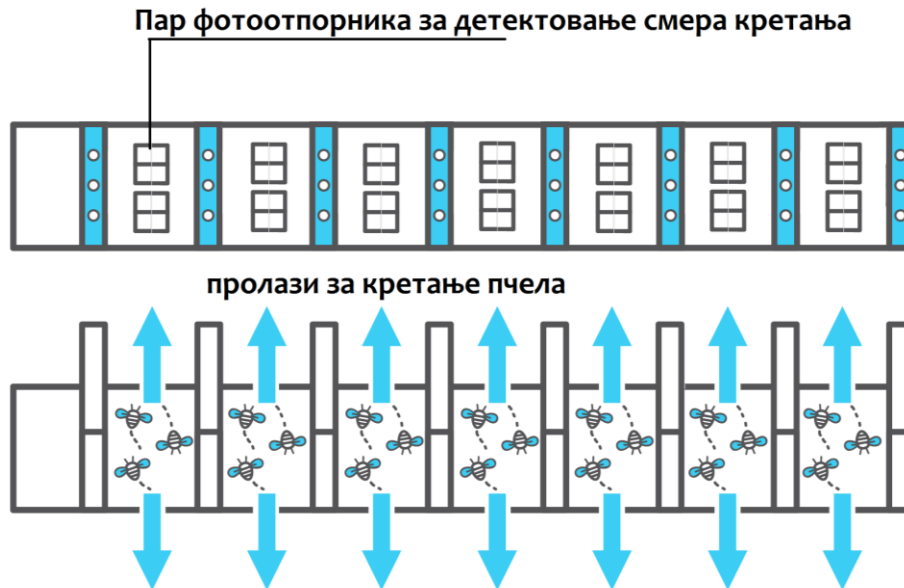 Пар фотоотпорника за детектовање смера кретања
пролази за кретање пчела